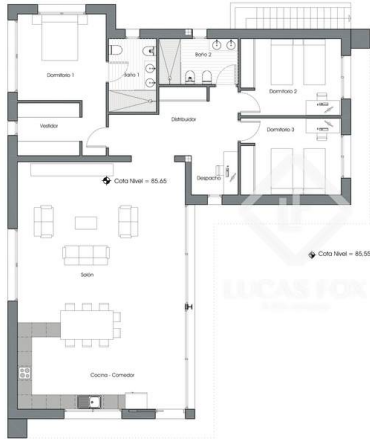 Baño 2
Dormitorio 1
Baño 1
Dormitorio 2
Distribuidor
Vestidor
Dormitorio 3
Despacho
Cota Nivel = 85.65
Cota Nivel = 85.55
Salón
LUCAS FOX
Cocina - Comedor